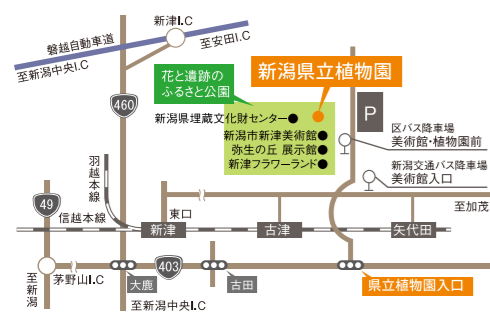 新津I.C
磐越自動車道
至安田I.C
至新潟中央I.C
花と遺跡の
ふるさと公園
新潟県立植物園
460
新潟県埋蔵文化財センター●
新潟市新津美術館●
弥生の丘 展示館●
新津フラワーランド●
P
区バス降車場
美術館・植物園前
新潟交通バス降車場
美術館入口
羽越本線
49
信越本線
東口
至加茂
新津
古津
矢代田
403
至新潟
茅野山I.C
大鹿
古田
県立植物園入口
至新潟中央I.C